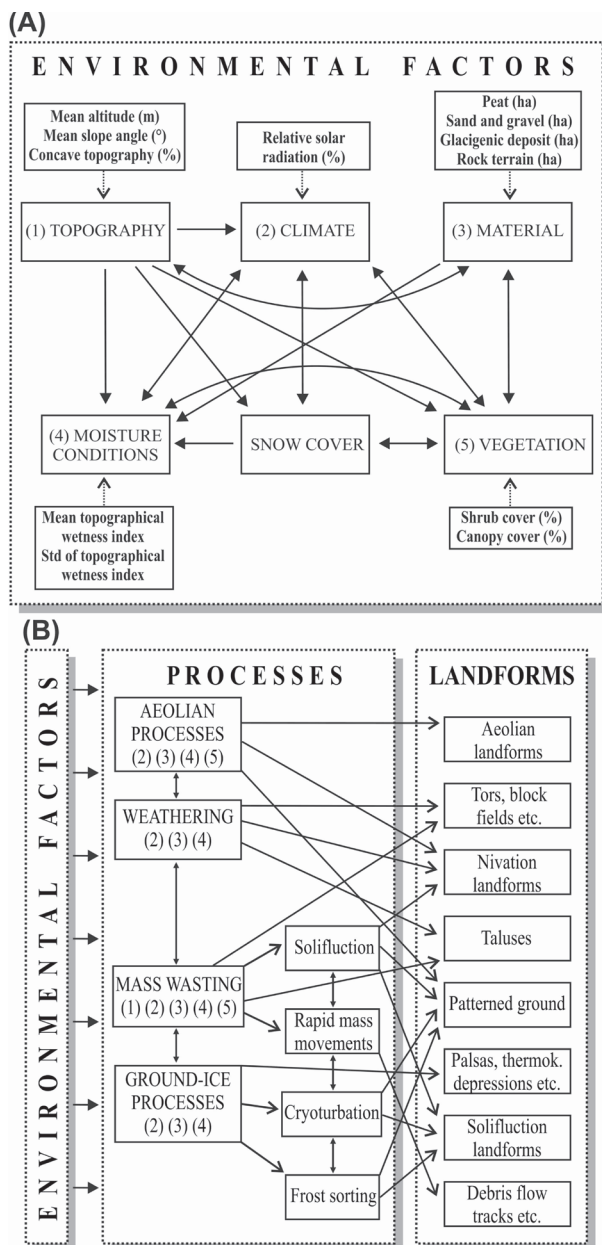 (A)
ENVIRONMENTAL FACTORS
Mean altitude (m)
Mean slope angle (°)
Concave topography (%)
Relative solar
radiation (%)
Peat (ha)
Sand and gravel (ha)
Glacigenic deposit (ha)
Rock terrain (ha)
(1) TOPOGRAPHY
(2) CLIMATE
(3) MATERIAL
(4) MOISTURE
CONDITIONS
SNOW COVER
(5) VEGETATION
Mean topographical
wetness index
Std of topographical
wetness index
Shrub cover (%)
Canopy cover (%)
(B)
ENVIRONMENTAL FACTORS
PROCESSES
AEOLIAN
PROCESSES
(2) (3) (4) (5)
WEATHERING
(2) (3) (4)
MASS WASTING
(1) (2) (3) (4) (5)
GROUND-ICE
PROCESSES
(2) (3) (4)
Solifluction
Rapid mass
movements
Cryoturbation
Frost sorting
LANDFORMS
Aeolian
landforms
Tors, block
fields etc.
Nivation
landforms
Taluses
Patterned ground
Palsas, thermok.
depressions etc.
Solifluction
landforms
Debris flow
tracks etc.